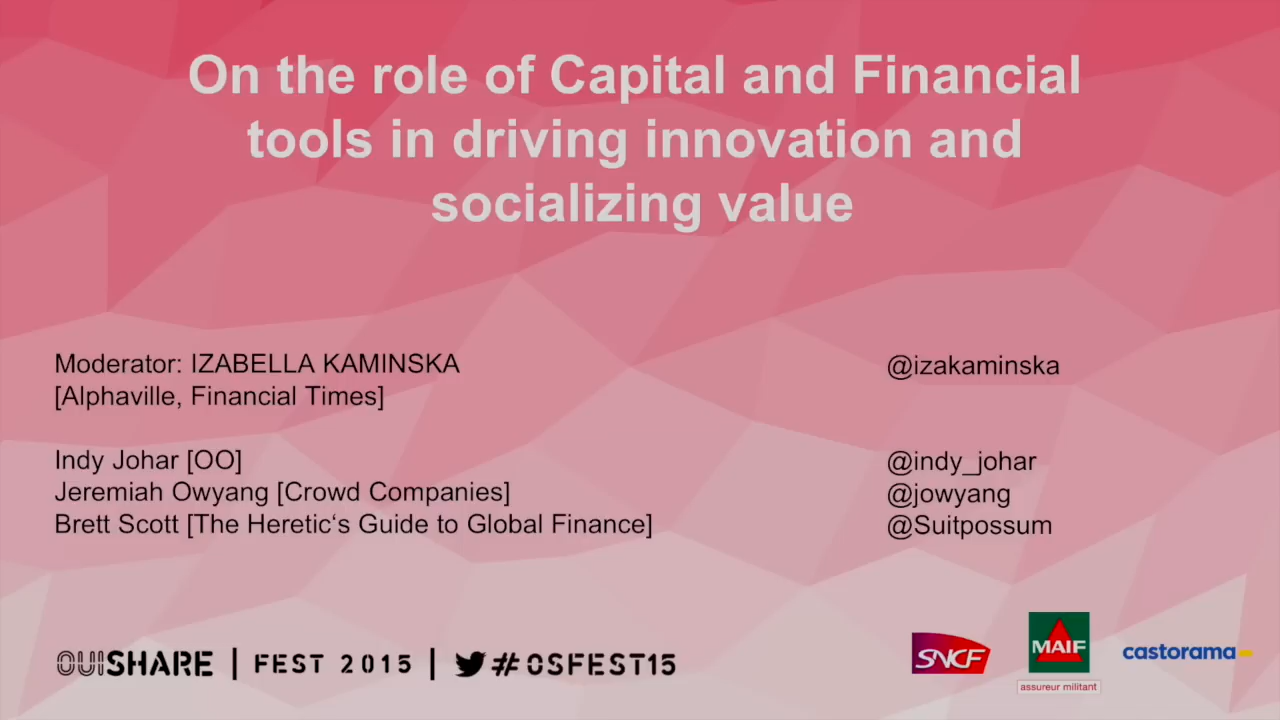 On the role of Capital and Financial
tools in driving innovation and
socializing value
Moderator: IZABELLA KAMINSKA @izakaminska
[Alphaville, Financial Times]
Indy Johar [OO] @indy_johar
Jeremiah Owyang [Crowd Companies] @jowyang
Brett Scott [The Heretic‘s Guide to Global Finance] @Suitpossum
OUISHARE | FEST 2015 | #OSFEST15
SNCF
MAIF
assureur militant
castorama